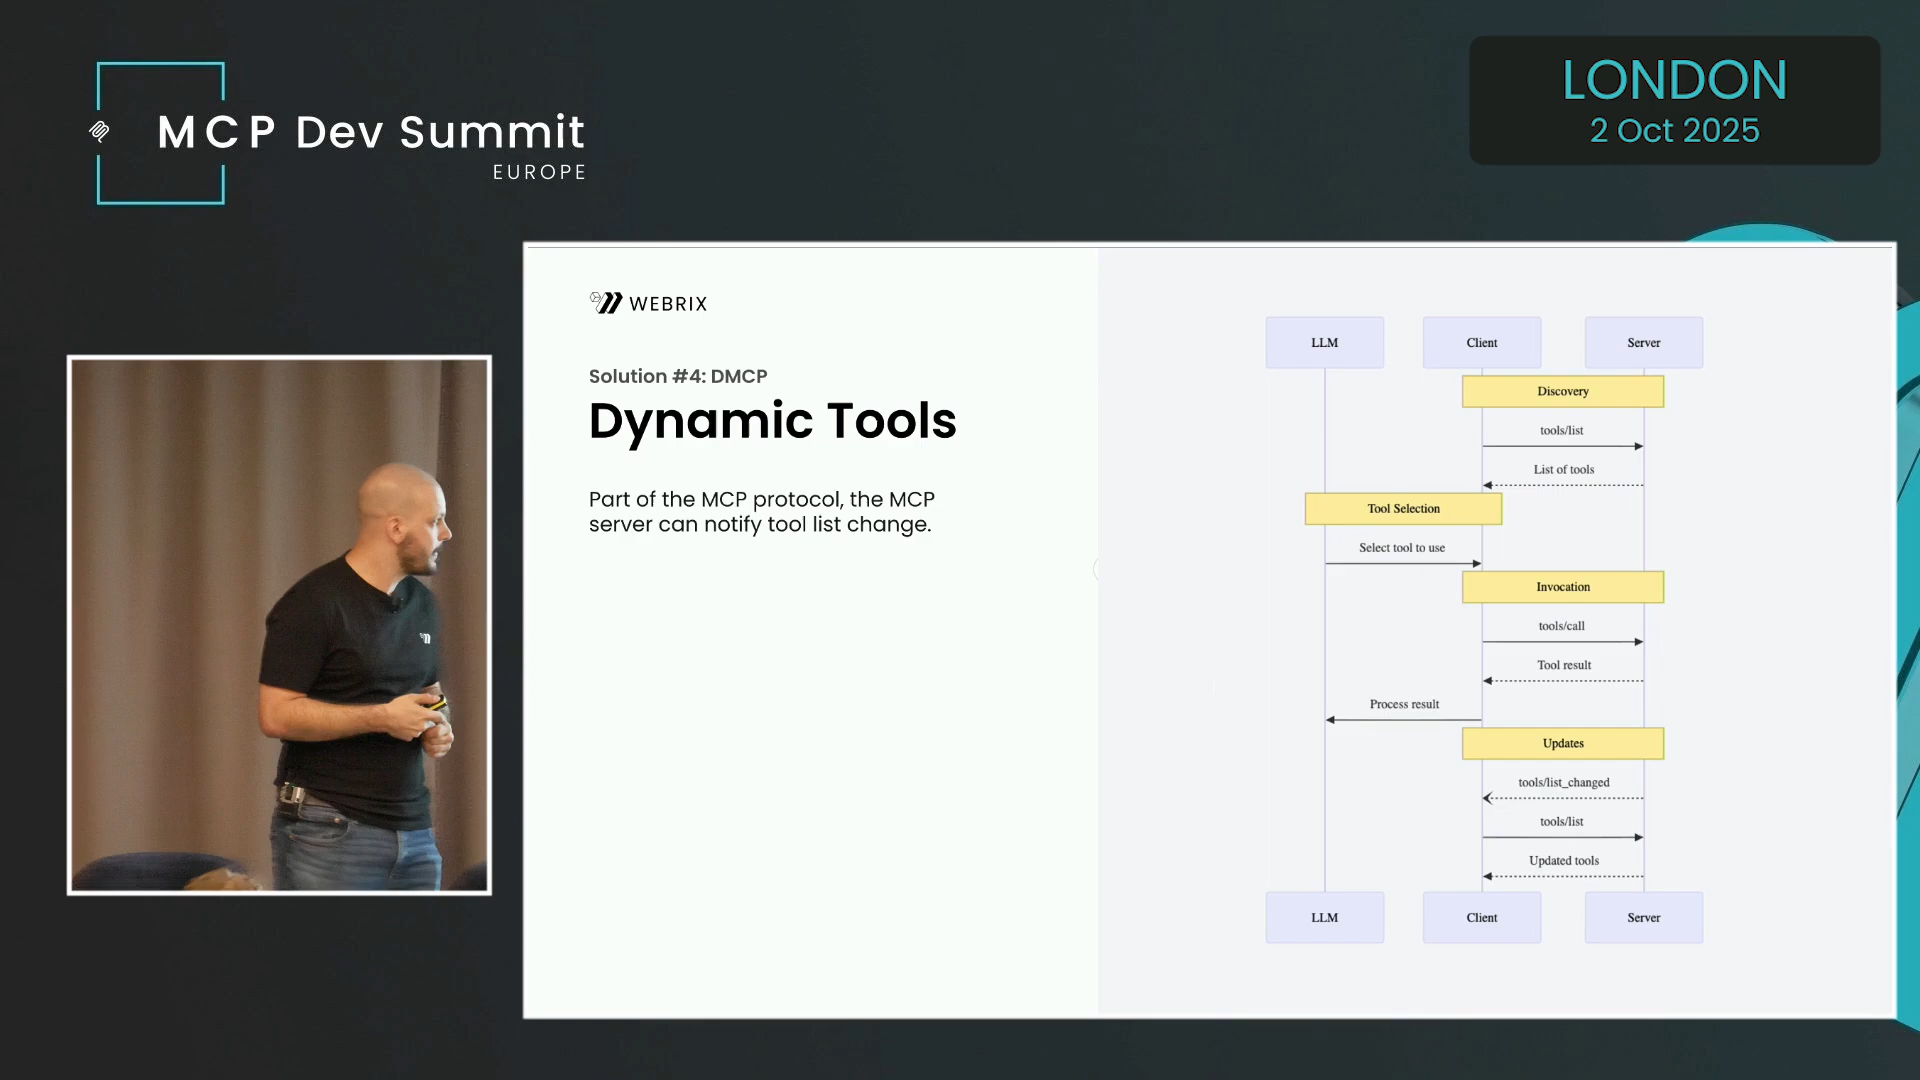 MCP Dev Summit
EUROPE
LONDON
2 Oct 2025
WEBRIX
Solution #4: DMCP
Dynamic Tools
Part of the MCP protocol, the MCP
server can notify tool list change.
LLM Client Server
Discovery
tools/list
List of tools
Tool Selection
Select tool to use
Invocation
tools/call
Tool result
Process result
Updates
tools/list_changed
tools/list
Updated tools
LLM Client Server